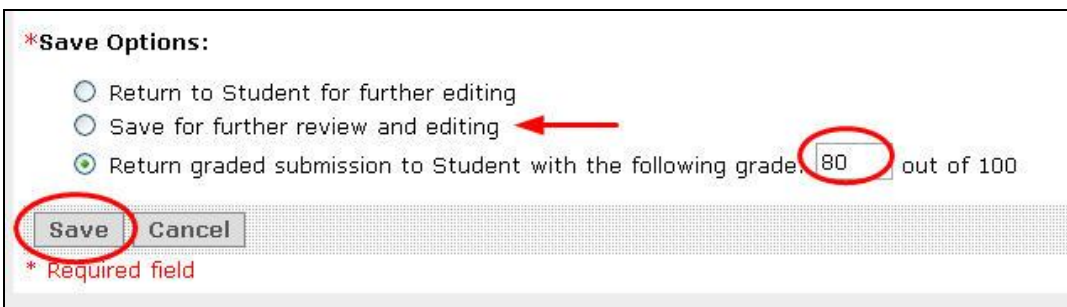 *Save Options:
Return to Student for further editing
Save for further review and editing
Return graded submission to Student with the following grade: 80 out of 100
Save Cancel
* Required field